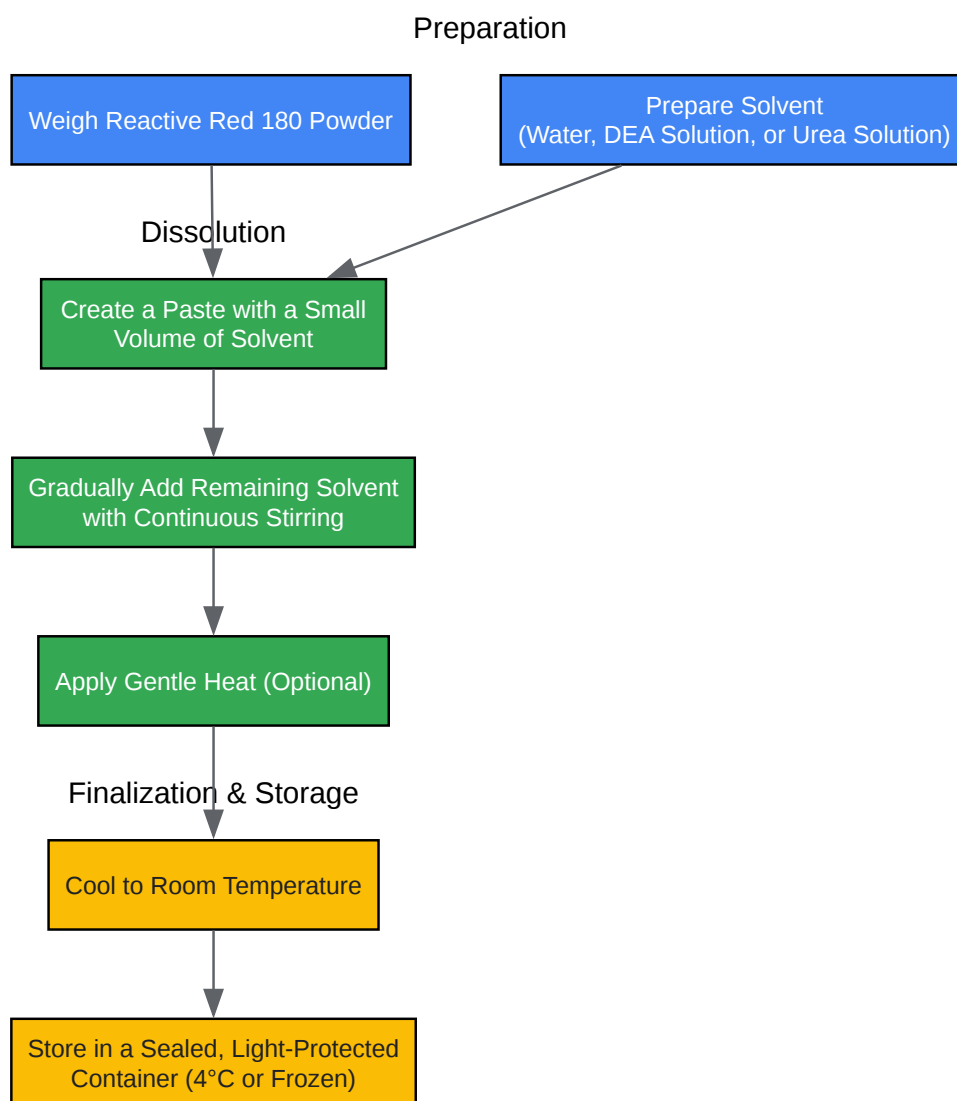 Preparation
Weigh Reactive Red 180 Powder
Prepare Solvent
(Water, DEA Solution, or Urea Solution)
Dissolution
Create a Paste with a Small
Volume of Solvent
Gradually Add Remaining Solvent
with Continuous Stirring
Apply Gentle Heat (Optional)
Finalization & Storage
Cool to Room Temperature
Store in a Sealed, Light-Protected
Container (4°C or Frozen)